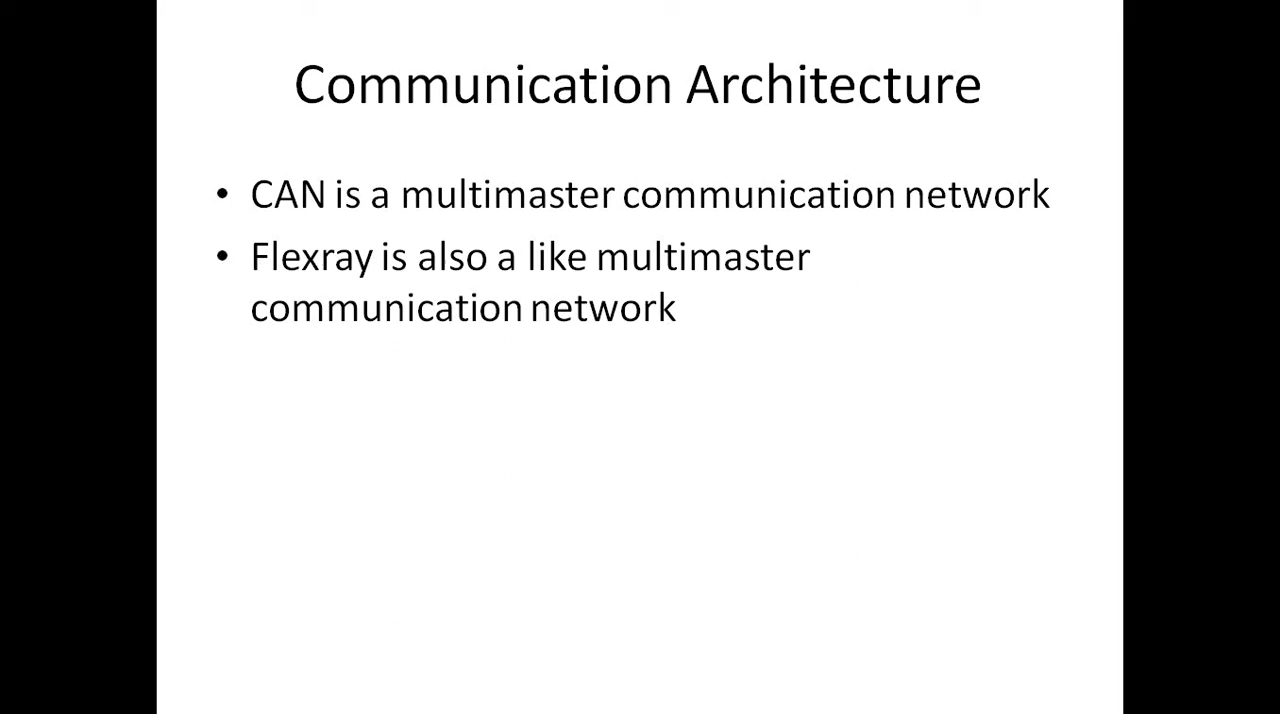 Communication Architecture
• CAN is a multimaster communication network
• Flexray is also a like multimaster
communication network